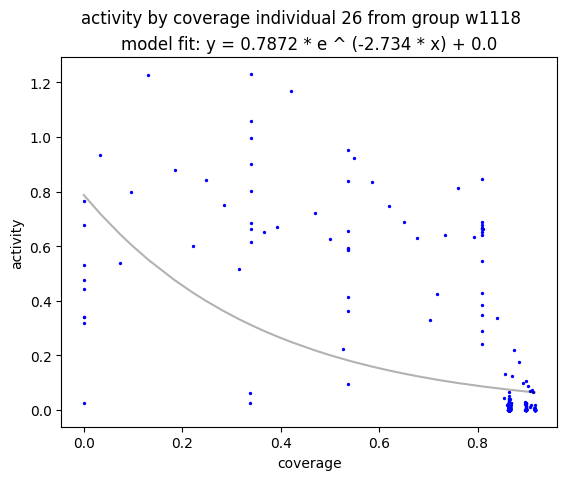 activity by coverage individual 26 from group w1118
model fit: y = 0.7872 * e ^ (-2.734 * x) + 0.0
1.2
1.0
0.8
0.6
0.4
0.2
0.0
activity
0.0 0.2 0.4 0.6 0.8
coverage